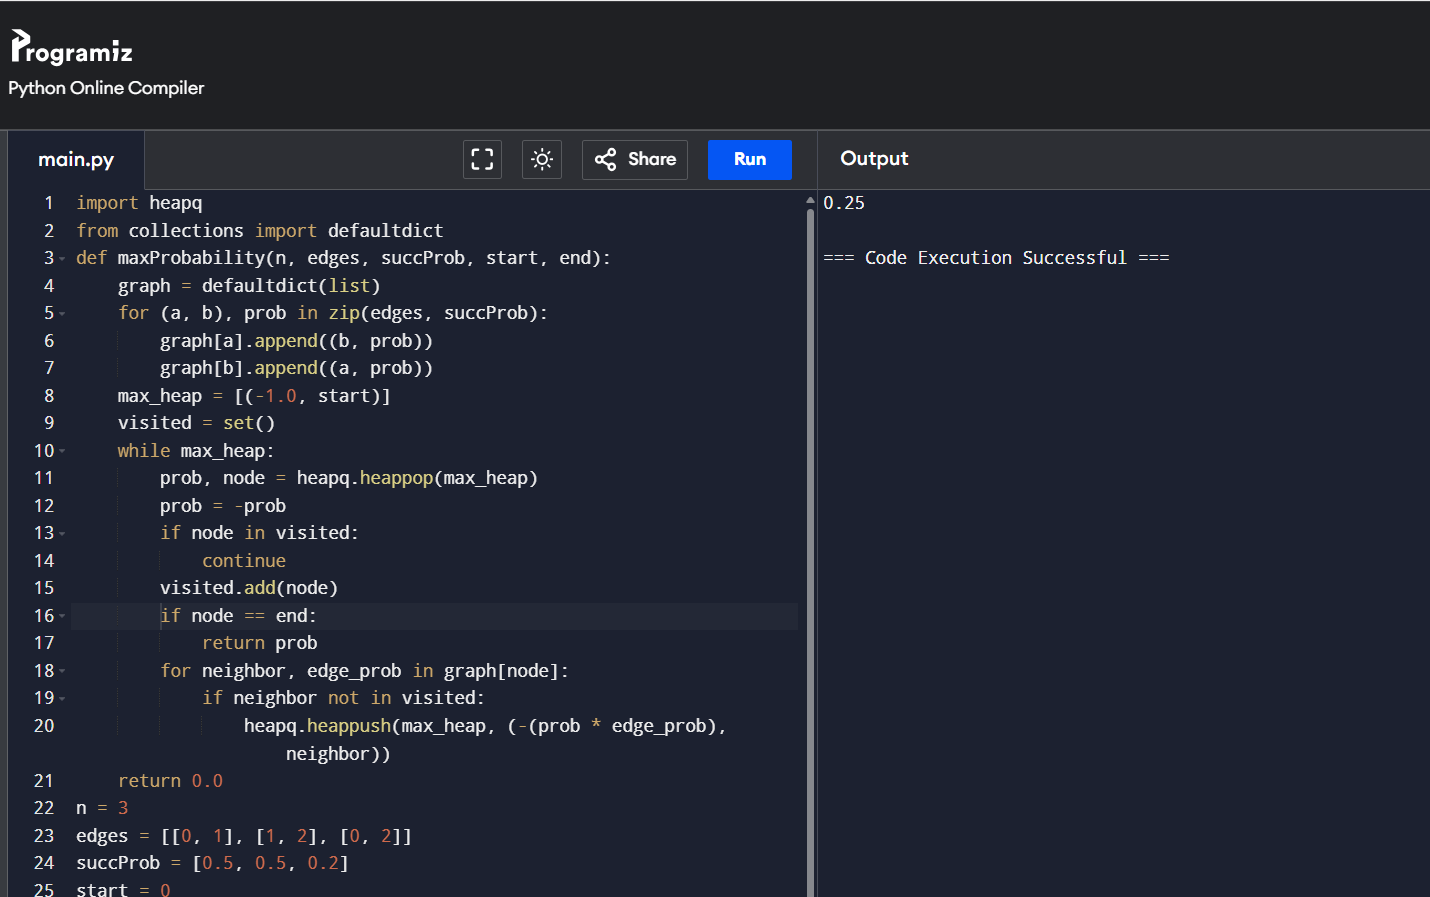 Programiz
Python Online Compiler
main.py
Share
Run
Output
1 import heapq
2 from collections import defaultdict
3 def maxProbability(n, edges, succProb, start, end):
4     graph = defaultdict(list)
5     for (a, b), prob in zip(edges, succProb):
6         graph[a].append((b, prob))
7         graph[b].append((a, prob))
8     max_heap = [(-1.0, start)]
9     visited = set()
10     while max_heap:
11         prob, node = heapq.heappop(max_heap)
12         prob = -prob
13         if node in visited:
14             continue
15         visited.add(node)
16         if node == end:
17             return prob
18         for neighbor, edge_prob in graph[node]:
19             if neighbor not in visited:
20                 heapq.heappush(max_heap, (-(prob * edge_prob),
                    neighbor))
21     return 0.0
22 n = 3
23 edges = [[0, 1], [1, 2], [0, 2]]
24 succProb = [0.5, 0.5, 0.2]
25 start = 0
0.25
=== Code Execution Successful ===